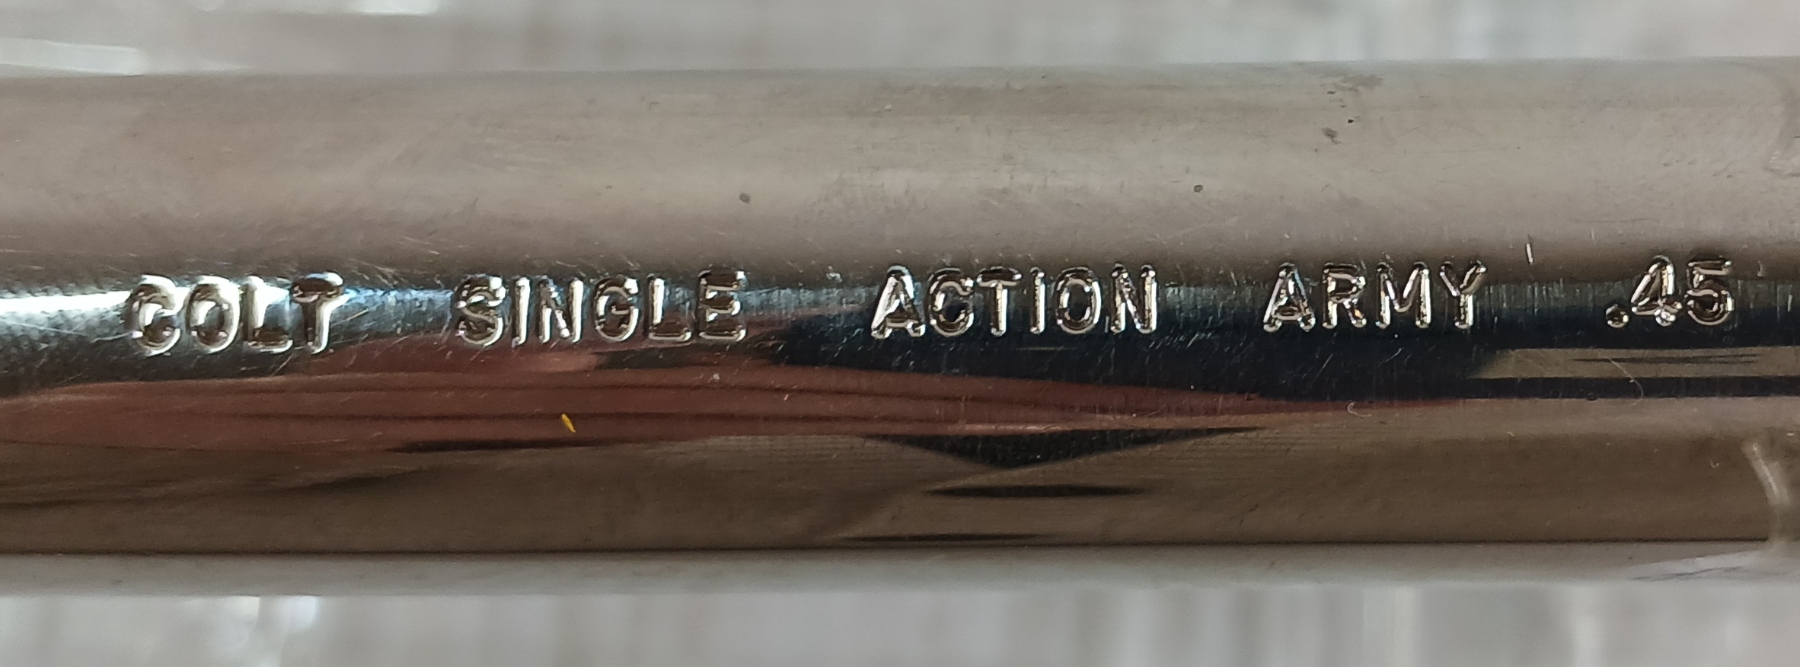 COLT SINGLE ACTION ARMY .45